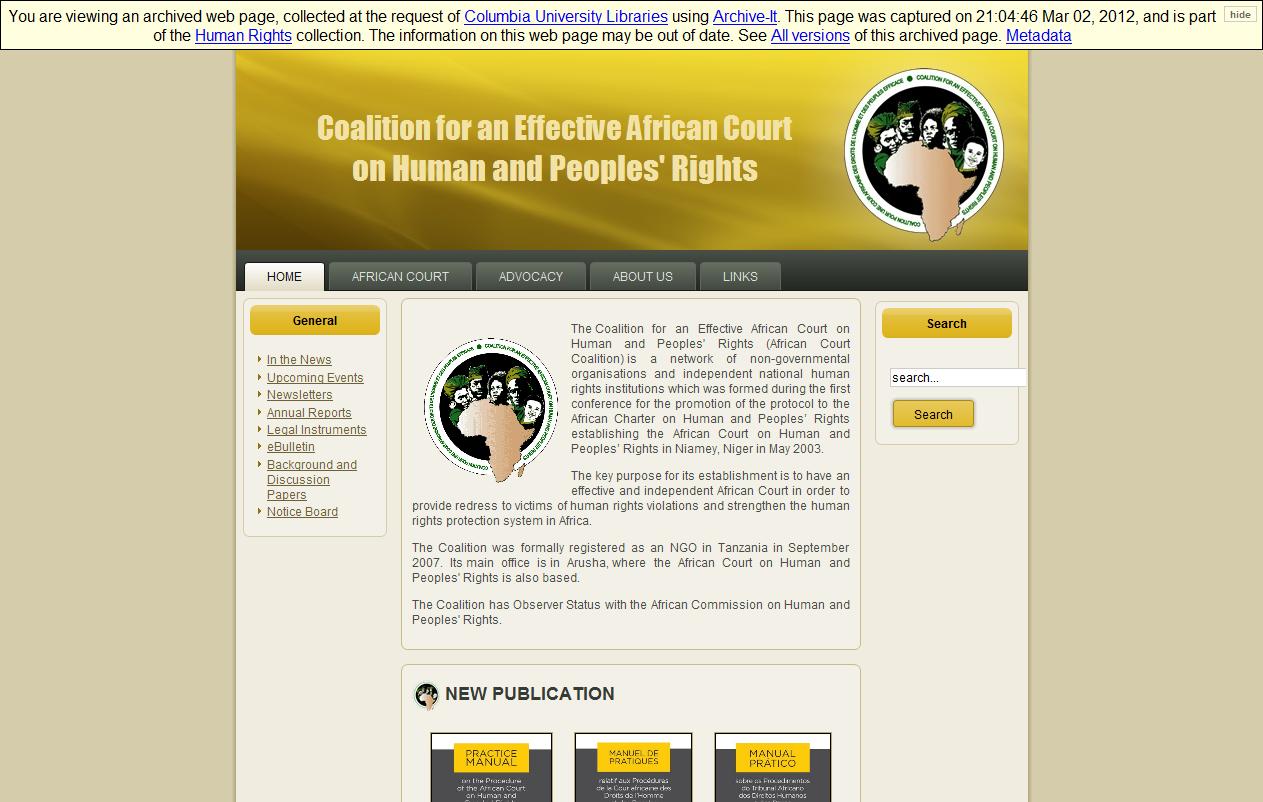 You are viewing an archived web page, collected at the request of Columbia University Libraries using Archive-It. This page was captured on 21:04:46 Mar 02, 2012, and is part
of the Human Rights collection. The information on this web page may be out of date. See All versions of this archived page. Metadata
hide
Coalition for an Effective African Court
on Human and Peoples' Rights
COALITION FOR AN EFFECTIVE AFRICAN COURT ON HUMAN AND PEOPLES' RIGHTS
COALITION POUR UNE COUR AFRICAINE DES DROITS DE L'HOMME ET DES PEUPLES EFFICACE
HOME
AFRICAN COURT
ADVOCACY
ABOUT US
LINKS
General
In the News
Upcoming Events
Newsletters
Annual Reports
Legal Instruments
eBulletin
Background and
Discussion
Papers
Notice Board
The Coalition for an Effective African Court on
Human and Peoples' Rights (African Court
Coalition) is a network of non-governmental
organisations and independent national human
rights institutions which was formed during the first
conference for the promotion of the protocol to the
African Charter on Human and Peoples' Rights
establishing the African Court on Human and
Peoples' Rights in Niamey, Niger in May 2003.
The key purpose for its establishment is to have an
effective and independent African Court in order to
provide redress to victims of human rights violations and strengthen the human
rights protection system in Africa.
The Coalition was formally registered as an NGO in Tanzania in September
2007. Its main office is in Arusha, where the African Court on Human and
Peoples' Rights is also based.
The Coalition has Observer Status with the African Commission on Human and
Peoples' Rights.
Search
search...
Search
NEW PUBLICATION
PRACTICE
MANUAL
on the Procedure
of the African Court
on Human and
MANUEL DE
PRATIQUES
relatif aux Procédures
de la Cour africaine des
Droits de l'Homme
MANUAL
PRÁTICO
sobre os Procedimentos
do Tribunal Africano
dos Direitos Humanos